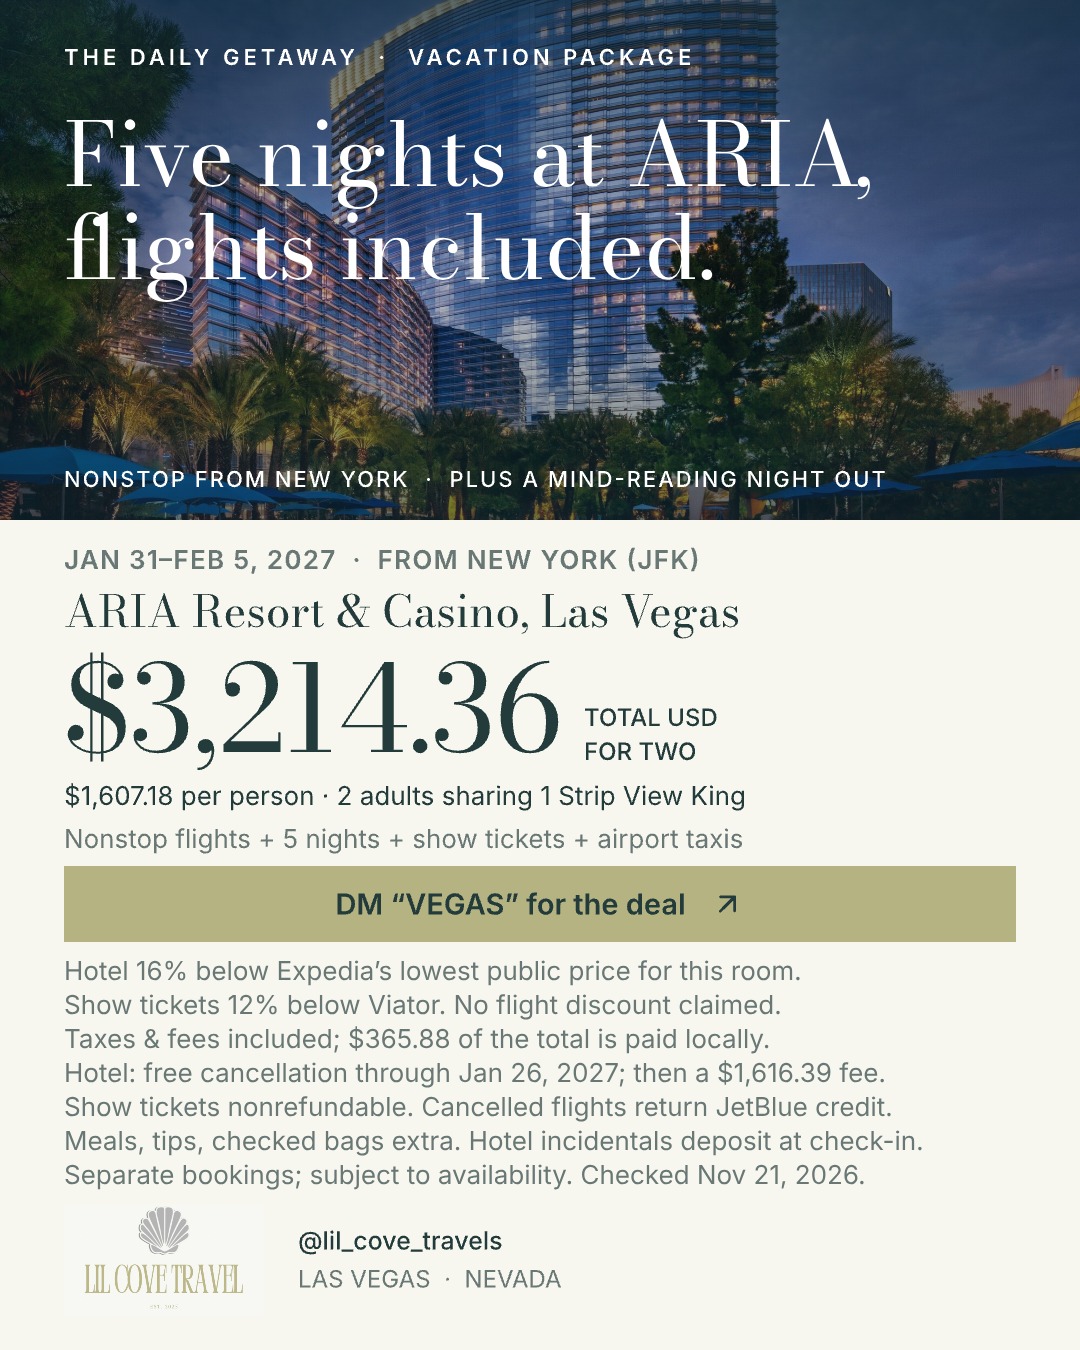 THE DAILY GETAWAY · VACATION PACKAGE
Five nights at ARIA,
flights included.
NONSTOP FROM NEW YORK · PLUS A MIND-READING NIGHT OUT
JAN 31–FEB 5, 2027 · FROM NEW YORK (JFK)
ARIA Resort & Casino, Las Vegas
$3,214.36 TOTAL USD
FOR TWO
$1,607.18 per person · 2 adults sharing 1 Strip View King
Nonstop flights + 5 nights + show tickets + airport taxis
DM “VEGAS” for the deal ↗
Hotel 16% below Expedia’s lowest public price for this room.
Show tickets 12% below Viator. No flight discount claimed.
Taxes & fees included; $365.88 of the total is paid locally.
Hotel: free cancellation through Jan 26, 2027; then a $1,616.39 fee.
Show tickets nonrefundable. Cancelled flights return JetBlue credit.
Meals, tips, checked bags extra. Hotel incidentals deposit at check-in.
Separate bookings; subject to availability. Checked Nov 21, 2026.
LIL COVE TRAVEL
@lil_cove_travels
LAS VEGAS · NEVADA